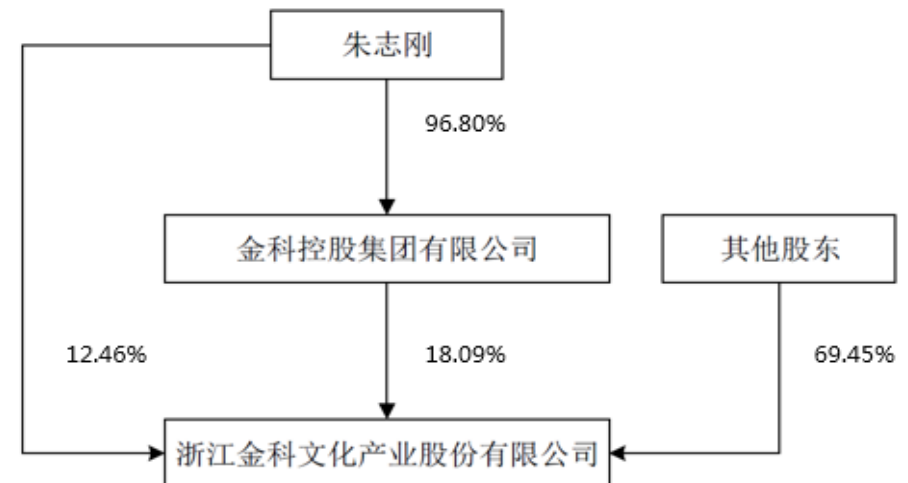 朱志刚
96.80%
金科控股集团有限公司
其他股东
12.46%
18.09%
69.45%
浙江金科文化产业股份有限公司